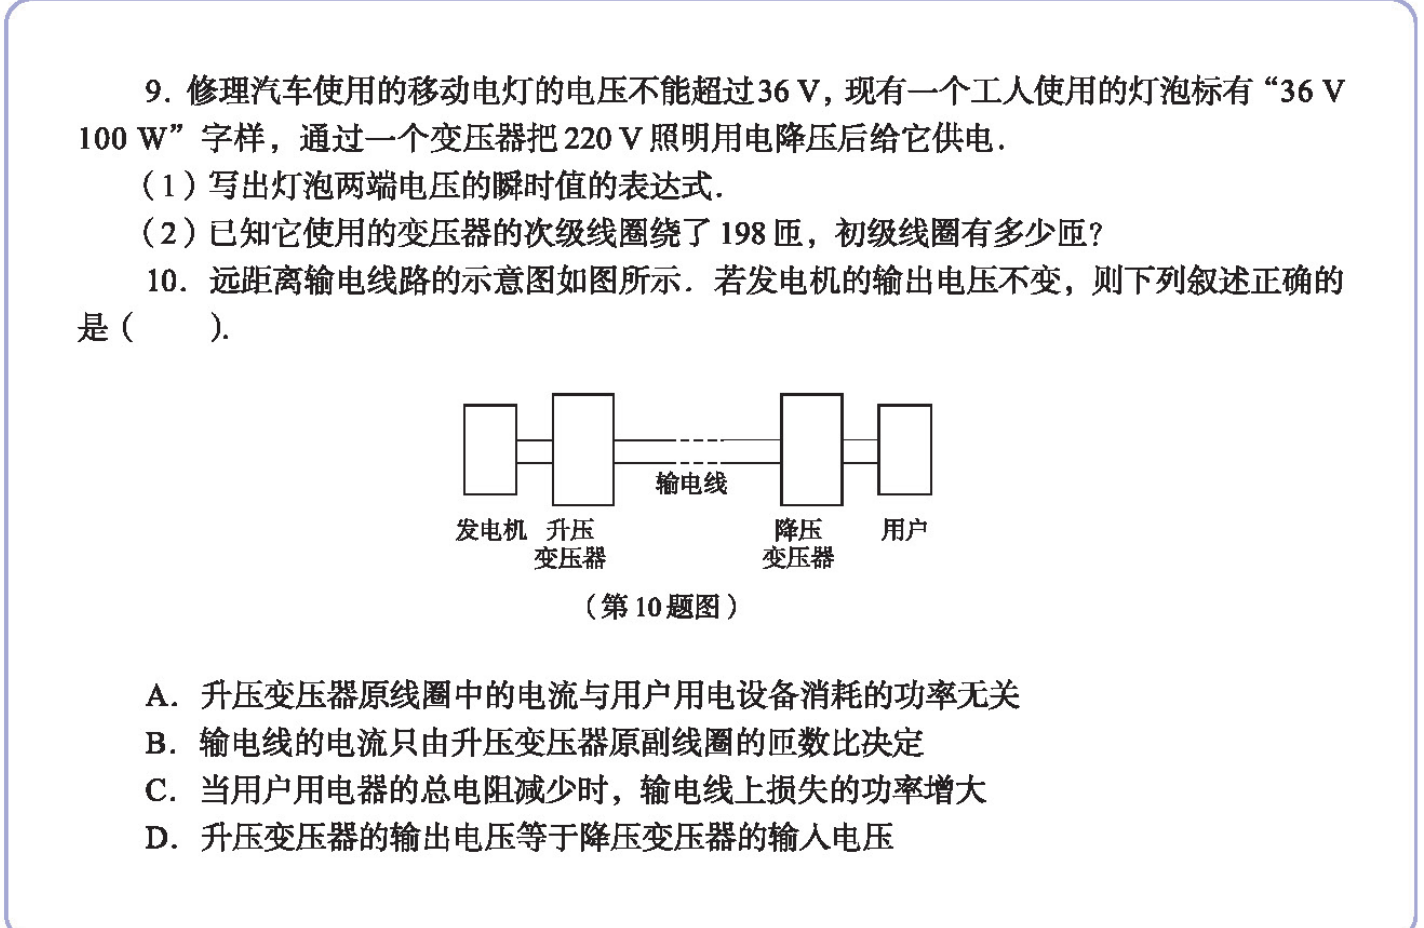 9. 修理汽车使用的移动电灯的电压不能超过36 V，现有一个工人使用的灯泡标有“36 V
100 W”字样，通过一个变压器把220 V照明用电降压后给它供电.
（1）写出灯泡两端电压的瞬时值的表达式.
（2）已知它使用的变压器的次级线圈绕了198匝，初级线圈有多少匝?
10. 远距离输电线路的示意图如图所示. 若发电机的输出电压不变，则下列叙述正确的
是（　　）.
输电线
发电机 升压 降压 用户
变压器 变压器
（第10题图）
A. 升压变压器原线圈中的电流与用户用电设备消耗的功率无关
B. 输电线的电流只由升压变压器原副线圈的匝数比决定
C. 当用户用电器的总电阻减少时，输电线上损失的功率增大
D. 升压变压器的输出电压等于降压变压器的输入电压